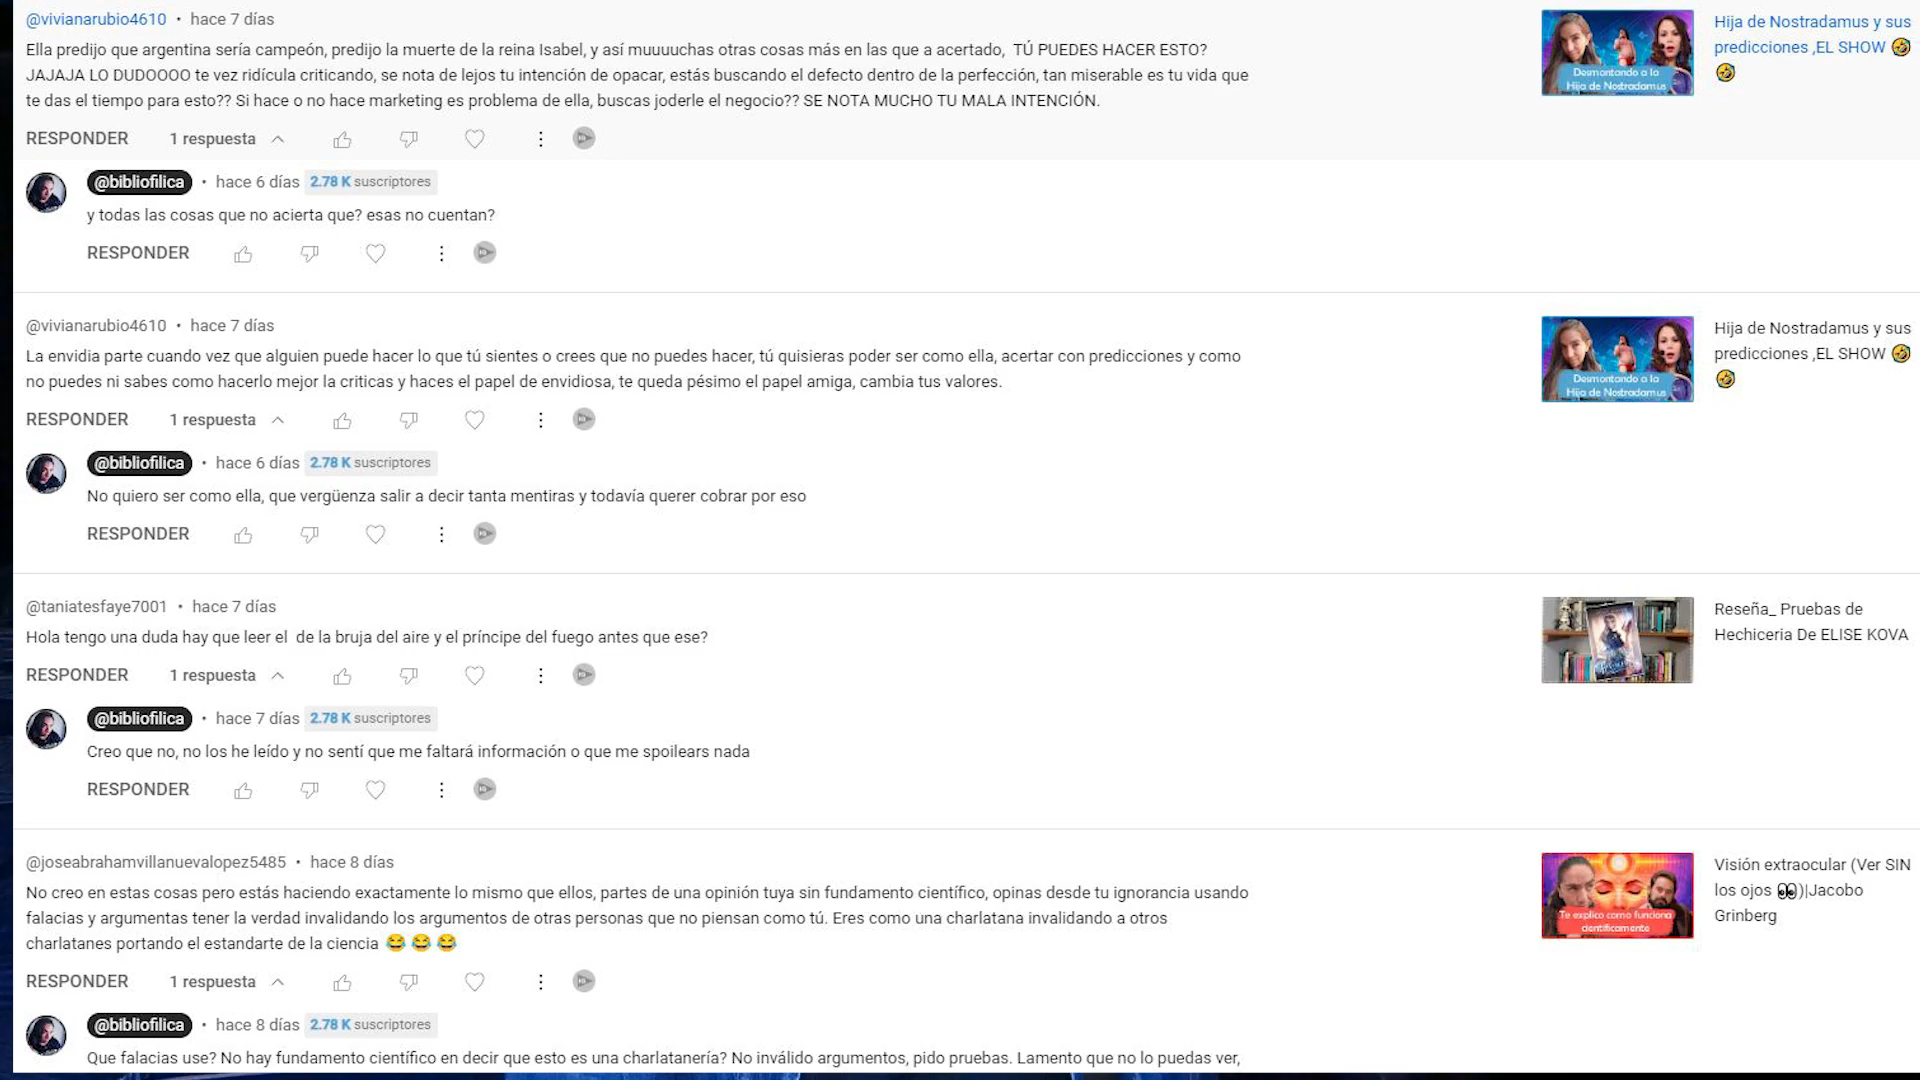 @vivianarubio4610 • hace 7 días
Ella predijo que argentina sería campeón, predijo la muerte de la reina Isabel, y así muuuuchas otras cosas más en las que a acertado, TÚ PUEDES HACER ESTO?
JAJAJA LO DUDOOOO te vez ridícula criticando, se nota de lejos tu intención de opacar, estás buscando el defecto dentro de la perfección, tan miserable es tu vida que
te das el tiempo para esto?? Si hace o no hace marketing es problema de ella, buscas joderle el negocio?? SE NOTA MUCHO TU MALA INTENCIÓN.
RESPONDER 1 respuesta
Desmontando a la
Hija de Nostradamus
Hija de Nostradamus y sus
predicciones ,EL SHOW 🤣
🤣
@bibliofilica • hace 6 días 2.78 K suscriptores
y todas las cosas que no acierta que? esas no cuentan?
RESPONDER
@vivianarubio4610 • hace 7 días
La envidia parte cuando vez que alguien puede hacer lo que tú sientes o crees que no puedes hacer, tú quisieras poder ser como ella, acertar con predicciones y como
no puedes ni sabes como hacerlo mejor la criticas y haces el papel de envidiosa, te queda pésimo el papel amiga, cambia tus valores.
RESPONDER 1 respuesta
Desmontando a la
Hija de Nostradamus
Hija de Nostradamus y sus
predicciones ,EL SHOW 🤣
🤣
@bibliofilica • hace 6 días 2.78 K suscriptores
No quiero ser como ella, que vergüenza salir a decir tanta mentiras y todavía querer cobrar por eso
RESPONDER
@taniatesfaye7001 • hace 7 días
Hola tengo una duda hay que leer el de la bruja del aire y el príncipe del fuego antes que ese?
RESPONDER 1 respuesta
Reseña_ Pruebas de
Hechiceria De ELISE KOVA
@bibliofilica • hace 7 días 2.78 K suscriptores
Creo que no, no los he leído y no sentí que me faltará información o que me spoilears nada
RESPONDER
@joseabrahamvillanuevalopez5485 • hace 8 días
No creo en estas cosas pero estás haciendo exactamente lo mismo que ellos, partes de una opinión tuya sin fundamento científico, opinas desde tu ignorancia usando
falacias y argumentas tener la verdad invalidando los argumentos de otras personas que no piensan como tú. Eres como una charlatana invalidando a otros
charlatanes portando el estandarte de la ciencia 😂 😂 😂
RESPONDER 1 respuesta
Te explico como funciona
científicamente
Visión extraocular (Ver SIN
los ojos 👀)|Jacobo
Grinberg
@bibliofilica • hace 8 días 2.78 K suscriptores
Que falacias use? No hay fundamento científico en decir que esto es una charlatanería? No inválido argumentos, pido pruebas. Lamento que no lo puedas ver,